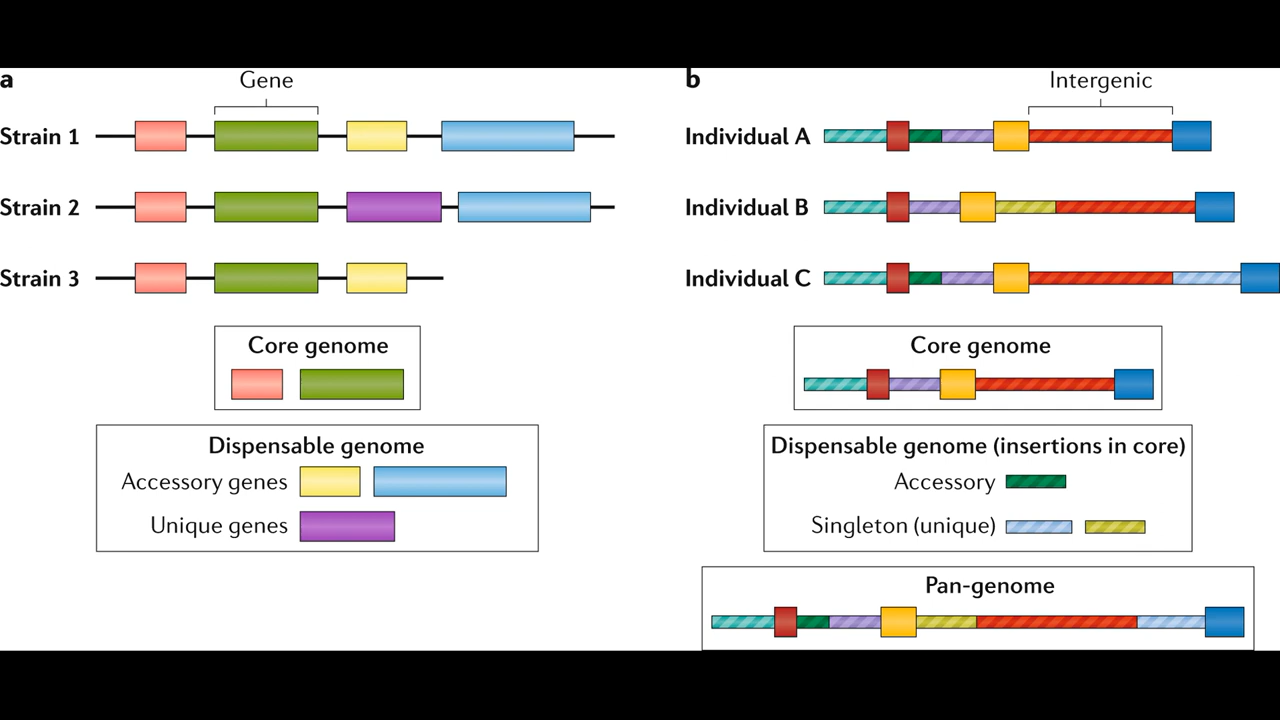 a
Gene
Strain 1
Strain 2
Strain 3
Core genome
Dispensable genome
Accessory genes
Unique genes
b
Intergenic
Individual A
Individual B
Individual C
Core genome
Dispensable genome (insertions in core)
Accessory
Singleton (unique)
Pan-genome